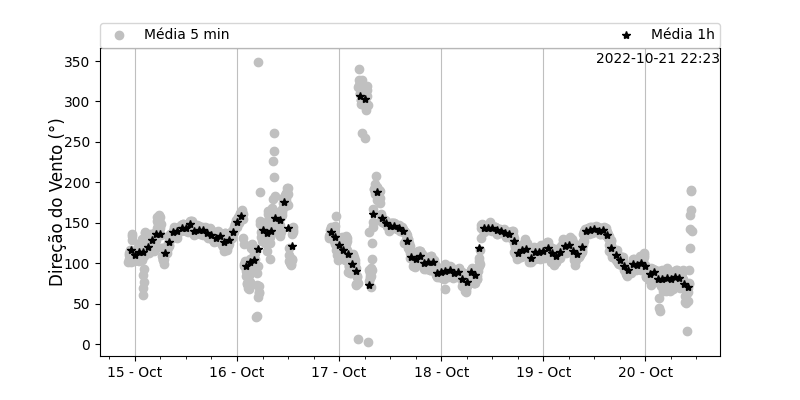 Média 5 min
Média 1h
2022-10-21 22:23
Direção do Vento (°)
350
300
250
200
150
100
50
0
15 - Oct
16 - Oct
17 - Oct
18 - Oct
19 - Oct
20 - Oct